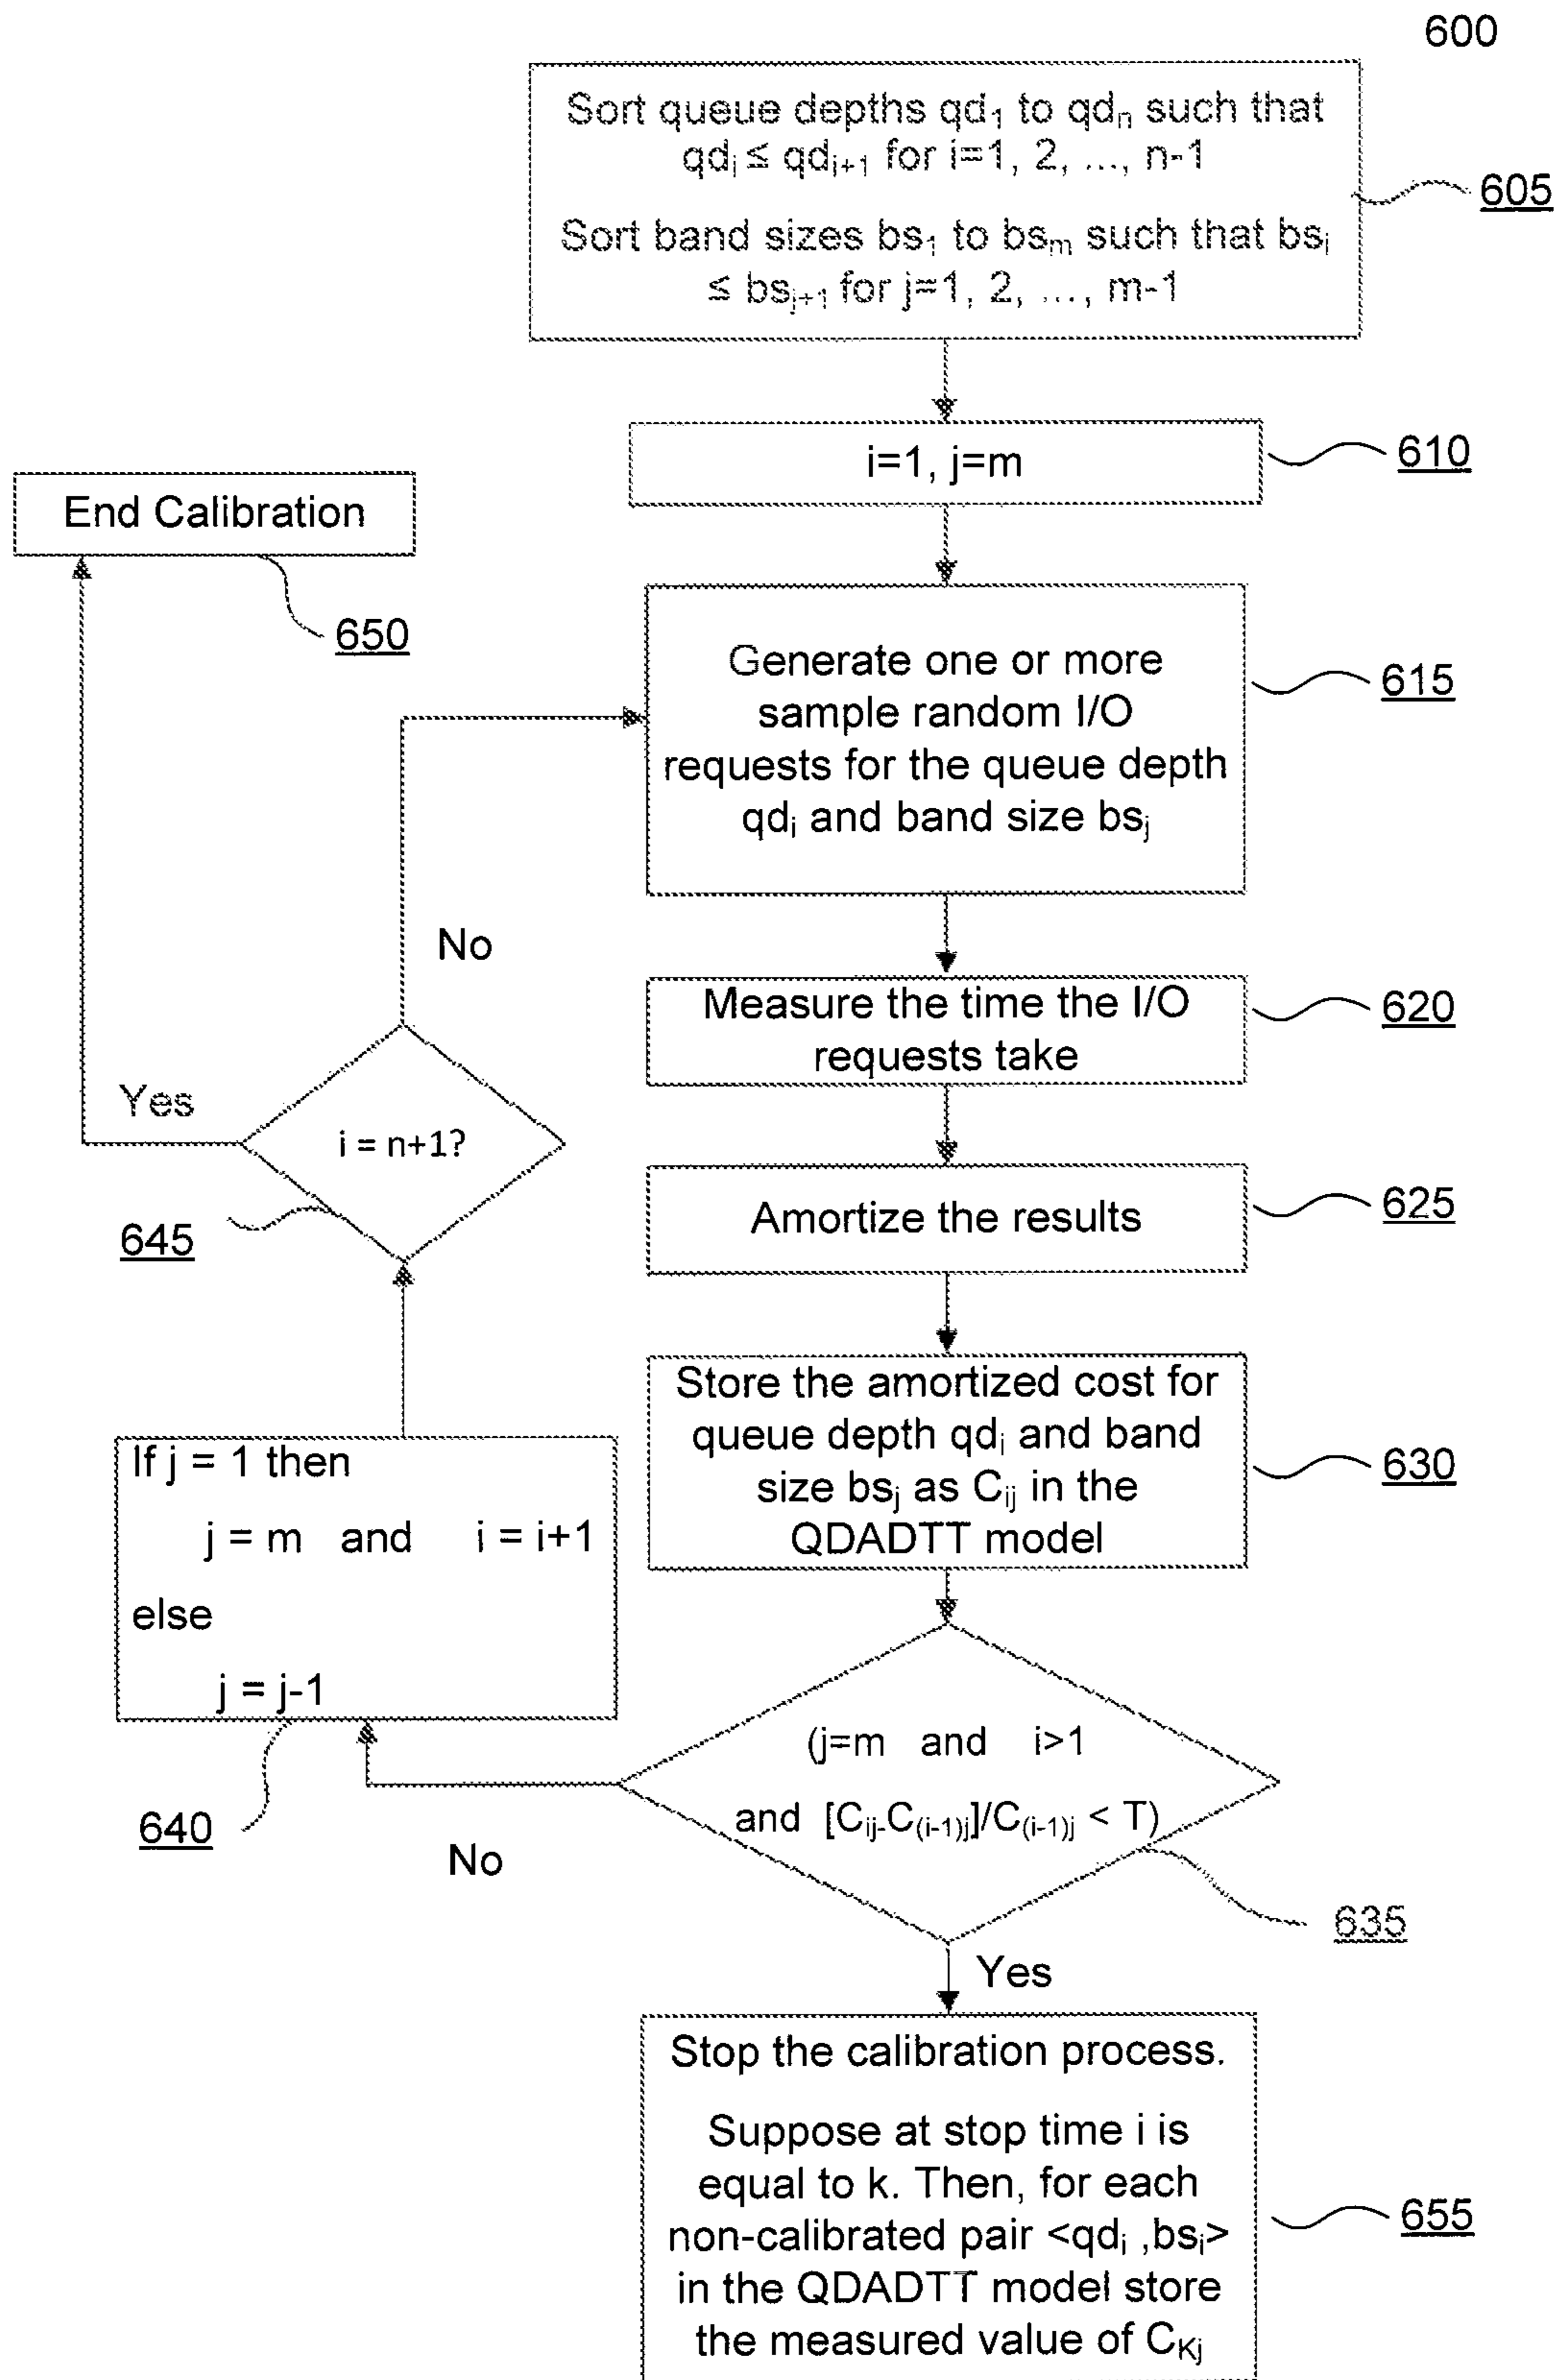 600
Sort queue depths qd₁ to qdₙ such that
qdᵢ ≤ qdᵢ₊₁ for i=1, 2, ..., n-1
605
Sort band sizes bs₁ to bsₘ such that bsⱼ
≤ bsⱼ₊₁ for j=1, 2, ..., m-1
i=1, j=m
610
End Calibration
650
Generate one or more
sample random I/O
requests for the queue depth
qdᵢ and band size bsⱼ
615
No
Measure the time the I/O
requests take
620
Yes
i = n+1?
645
Amortize the results
625
Store the amortized cost for
queue depth qdᵢ and band
size bsⱼ as Cᵢⱼ in the
QDADTT model
630
If j = 1 then
j = m and i = i+1
else
j = j-1
640
(j=m and i>1
and [Cᵢⱼ-C₍ᵢ₋₁₎ⱼ]/C₍ᵢ₋₁₎ⱼ < T)
No
635
Yes
Stop the calibration process.
Suppose at stop time i is
equal to k. Then, for each
non-calibrated pair <qdᵢ ,bsᵢ>
in the QDADTT model store
the measured value of C_Kj
655